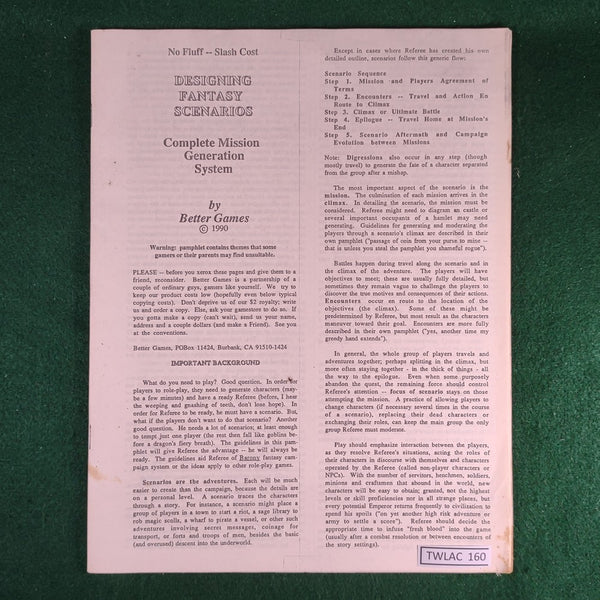 No Fluff -- Slash Cost
DESIGNING
FANTASY
SCENARIOS
Complete Mission
Generation
System
by
Better Games
© 1990
Warning: pamphlet contains themes that some
gamers or their parents may find unsuitable.
PLEASE -- before you xerox these pages and give them to a
friend, reconsider. Better Games is a partnership of a
couple of ordinary guys, gamers like yourself. We try to
keep our product costs low (hopefully even below typical
copying costs). Don't deprive us of our $2 royalty; write
us and order a copy. Else, ask your gamestore to do so. If
you gotta make a copy (can't wait), send us your name,
address and a couple dollars (and make a Friend). See you
at the conventions.
Better Games, POBox 11424, Burbank, CA 91510-1424
IMPORTANT BACKGROUND
What do you need to play? Good question. In order for
players to role-play, they need to generate characters (may-
be a few minutes) and have a ready Referee (before, I hear
the weeping and gnashing of teeth, don't lose hope). In
order for Referee to be ready, he must have a scenario. But,
what if the players don't want to do that scenario? Another
good question. He needs a lot of scenarios; at least enough
to tempt just one player (the rest then fall like goblins be-
fore a dragon's fiery breath). The guidelines in this pam-
phlet will give Referee the advantage -- he will always be
ready. The guidelines aid Referee of Barony fantasy cam-
paign system or the ideas apply to other role-play games.
Scenarios are the adventures. Each will be much
easier to create than the campaign, because the details are
on a personal level. A scenario traces the characters
through a story. For instance, a scenario might place a
group of players in a town to start a riot, a sage library to
rob magic scrolls, a wharf to pirate a vessel, or other such
adventures involving secret messages, coinage for
transport, or forts and troops of men, besides the basic
(and overused) descent into the underworld.
Except in cases where Referee has created his own
detailed outline, scenarios follow this generic flow:
Scenario Sequence
Step 1. Mission and Players Agreement of
Terms
Step 2. Encounters -- Travel and Action En
Route to Climax
Step 3. Climax or Ultimate Battle
Step 4. Epilogue -- Travel Home at Mission's
End
Step 5. Scenario Aftermath and Campaign
Evolution between Missions
Note: Digressions also occur in any step (though
mostly travel) to generate the fate of a character separated
from the group after a mishap.
The most important aspect of the scenario is the
mission. The culmination of each mission arrives in the
climax. In detailing the scenario, the mission must be
considered. Referee might need to diagram an castle or
several important occupants of a hamlet may need
generating. Guidelines for generating and moderating the
players through a scenario's climax are described in their
own pamphlet ("passage of coin from your purse to mine --
that is unless you steal the pamphlet you shameful rogue").
Battles happen during travel along the scenario and in
the climax of the adventure. The players will have
objectives to meet; these are usually fully detailed, but
sometimes they remain vague to challenge the players to
discover the true motives and consequences of their actions.
Encounters occur en route to the location of the
objectives (the climax). Some of these might be
predetermined by Referee, but most result as the characters
maneuver toward their goal. Encounters are more fully
described in their own pamphlet ("yes, another time my
greedy hand extends").
In general, the whole group of players travels and
adventures together; perhaps splitting in the climax, but
more often staying together - in the thick of things - all
the way to the epilogue. Even when some purposely
abandon the quest, the remaining force should control
Referee's attention -- focus of scenario stays on those
attempting the mission. A practice of allowing players to
change characters (if necessary several times in the course
of a scenario), replacing their dead characters or
exchanging their roles, can keep the main group the only
group Referee must moderate.
Play should emphasize interaction between the players,
as they resolve Referee's situations, acting the roles of
their characters in discourse with themselves and characters
operated by the Referee (called non-player characters or
NPCs). With the number of servitors, henchmen, soldiers,
minions and craftsmen that abound in the world, new
characters will be easy to obtain; granted, not the highest
levels or skill proficiencies nor in all strange places, but
every potential Emperor returns frequently to civilization to
spend his spoils ("on yet another high risk adventure or
army to settle a score"). Referee should decide the
appropriate time to infuse "fresh blood" into the game
(usually after a combat resolution or between encounters of
the story settings).
TWLAC 160